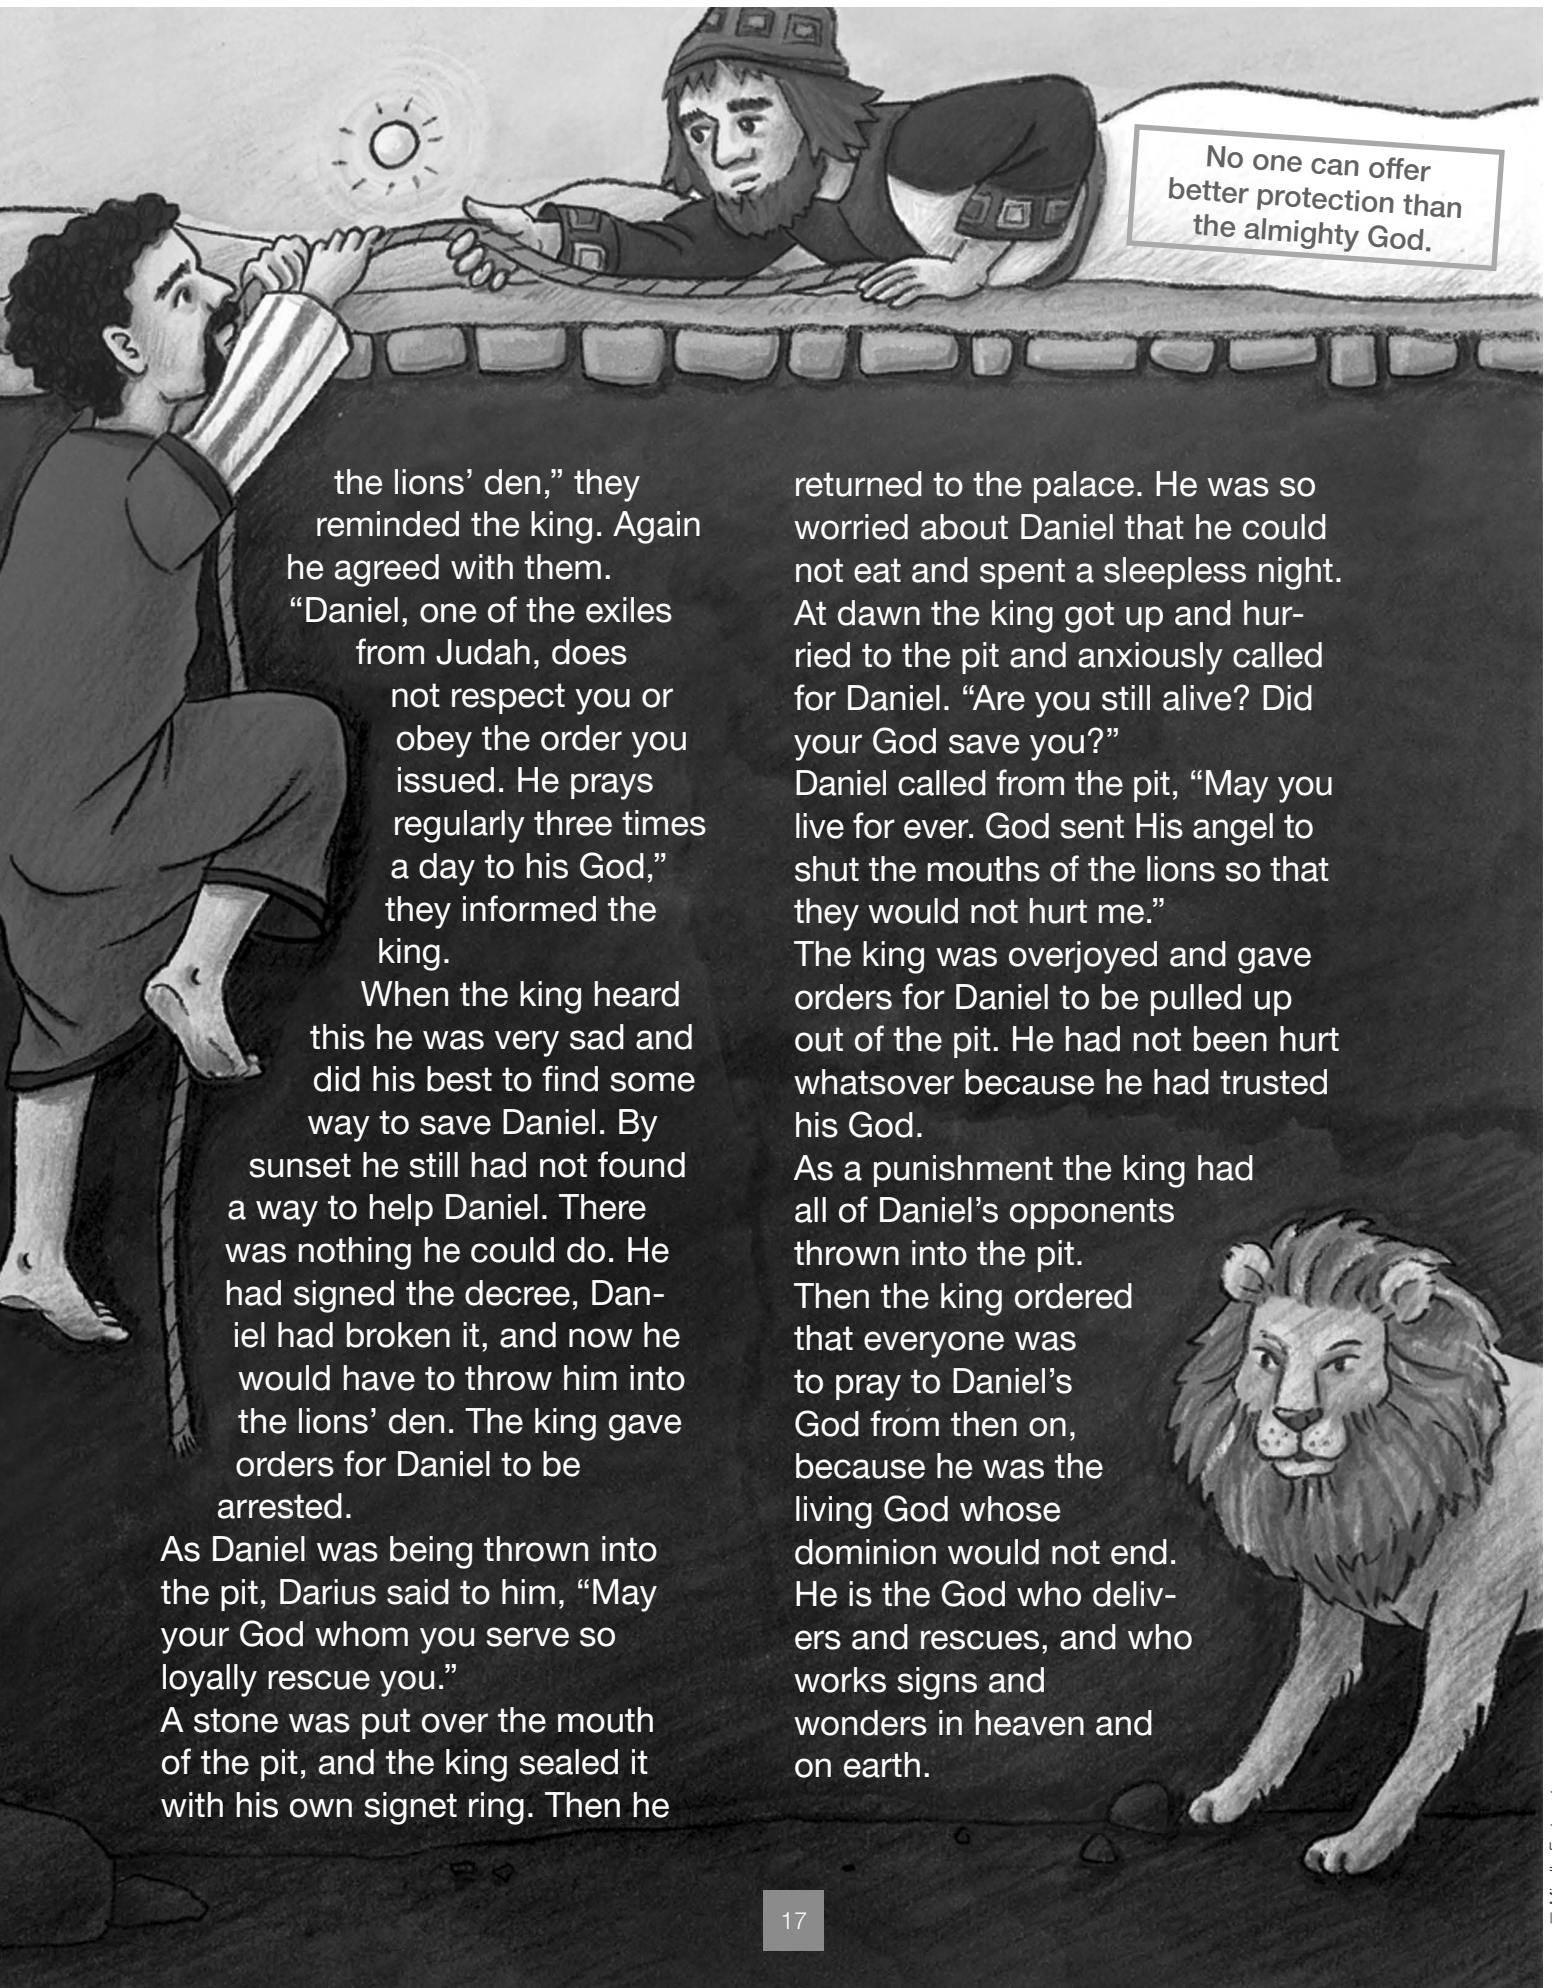 No one can offer
better protection than
the almighty God.
the lions’ den,” they
reminded the king. Again
he agreed with them.
“Daniel, one of the exiles
from Judah, does
not respect you or
obey the order you
issued. He prays
regularly three times
a day to his God,”
they informed the
king.
When the king heard
this he was very sad and
did his best to find some
way to save Daniel. By
sunset he still had not found
a way to help Daniel. There
was nothing he could do. He
had signed the decree, Dan-
iel had broken it, and now he
would have to throw him into
the lions’ den. The king gave
orders for Daniel to be
arrested.
As Daniel was being thrown into
the pit, Darius said to him, “May
your God whom you serve so
loyally rescue you.”
A stone was put over the mouth
of the pit, and the king sealed it
with his own signet ring. Then he
returned to the palace. He was so
worried about Daniel that he could
not eat and spent a sleepless night.
At dawn the king got up and hur-
ried to the pit and anxiously called
for Daniel. “Are you still alive? Did
your God save you?”
Daniel called from the pit, “May you
live for ever. God sent His angel to
shut the mouths of the lions so that
they would not hurt me.”
The king was overjoyed and gave
orders for Daniel to be pulled up
out of the pit. He had not been hurt
whatsover because he had trusted
his God.
As a punishment the king had
all of Daniel’s opponents
thrown into the pit.
Then the king ordered
that everyone was
to pray to Daniel’s
God from then on,
because he was the
living God whose
dominion would not end.
He is the God who deliv-
ers and rescues, and who
works signs and
wonders in heaven and
on earth.
17